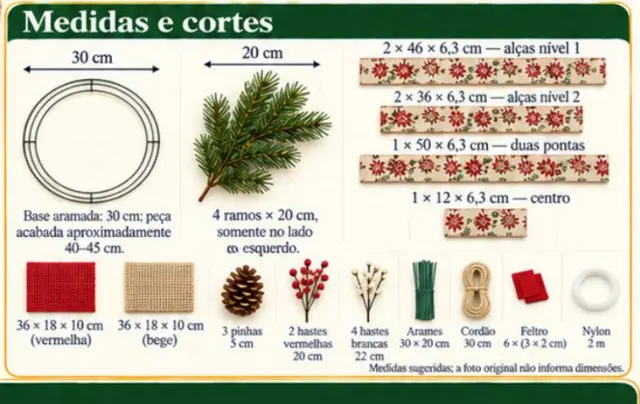 Medidas e cortes
30 cm
20 cm
2 × 46 × 6,3 cm — alças nível 1
2 × 36 × 6,3 cm — alças nível 2
1 × 50 × 6,3 cm — duas pontas
1 × 12 × 6,3 cm — centro
Base aramada: 30 cm; peça
acabada aproximadamente
40–45 cm.
4 ramos × 20 cm,
somente no lado
esquerdo.
36 × 18 × 10 cm
(vermelha)
36 × 18 × 10 cm
(bege)
3 pinhas
5 cm
2 hastes
vermelhas
20 cm
4 hastes
brancas
22 cm
Arames
30 × 20 cm
Cordão
30 cm
Feltro
6 × (3 × 2 cm)
Nylon
2 m
Medidas sugeridas; a foto original não informa dimensões.